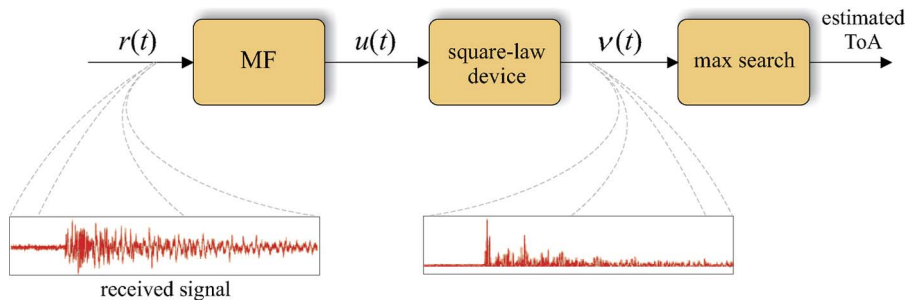 estimated
ToA
r(t)
MF
u(t)
square-law
device
v(t)
max search
received signal